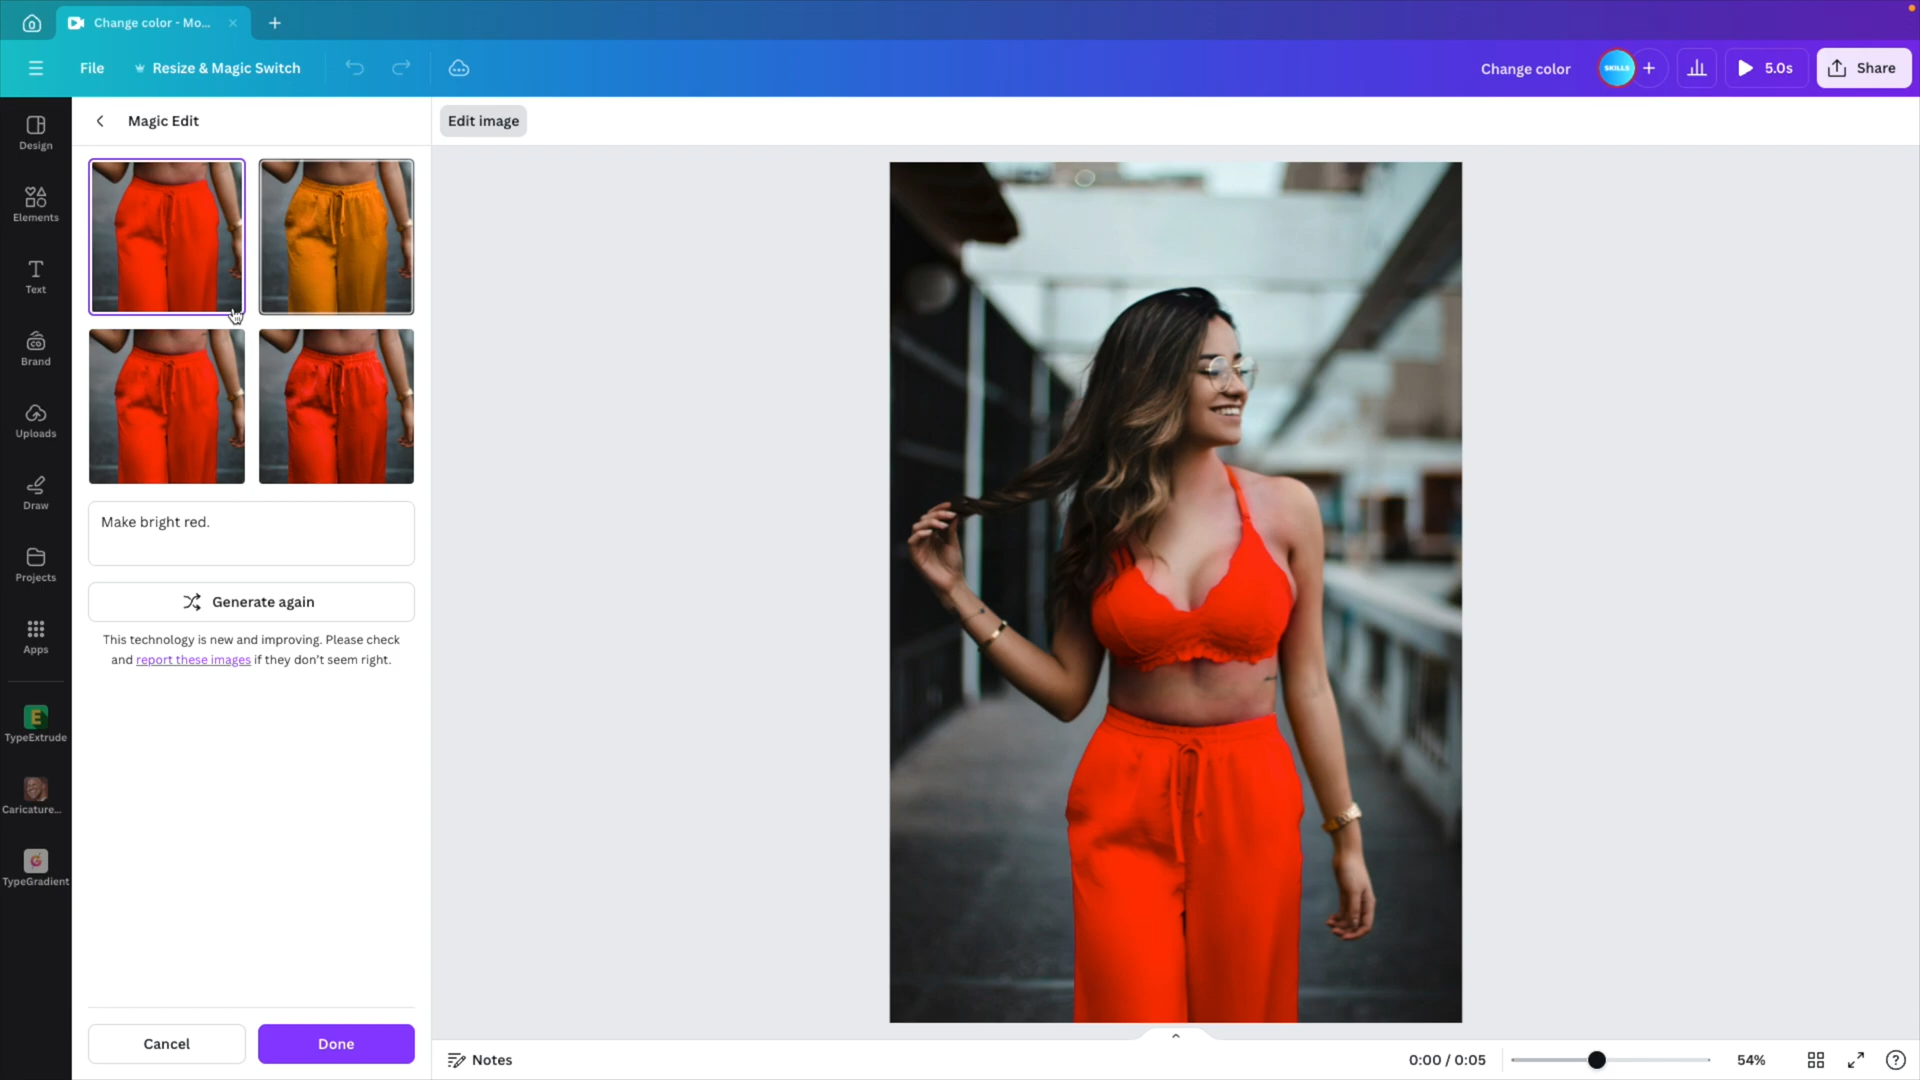 Change color - Mo...
File
Resize & Magic Switch
Change color
SKILLS
5.0s
Share
Design
Elements
Text
Brand
Uploads
Draw
Projects
Apps
TypeExtrude
Caricature...
TypeGradient
Magic Edit
Make bright red.
Generate again
This technology is new and improving. Please check
and report these images if they don't seem right.
Cancel
Done
Edit image
Notes
0:00 / 0:05
54%